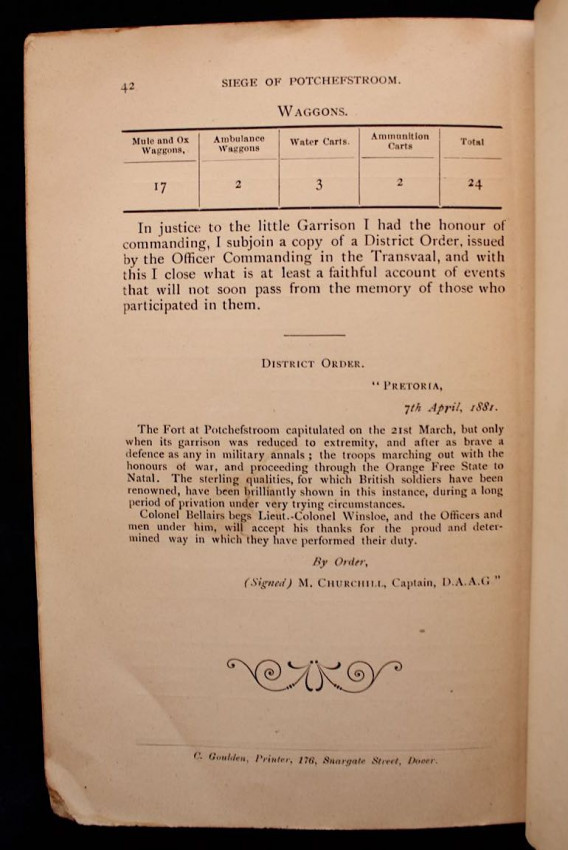 42
SIEGE OF POTCHEFSTROOM.
WAGGONS.
Mule and Ox Waggons, Ambulance Waggons Water Carts. Ammunition Carts Total
17 2 3 2 24
In justice to the little Garrison I had the honour of
commanding, I subjoin a copy of a District Order, issued
by the Officer Commanding in the Transvaal, and with
this I close what is at least a faithful account of events
that will not soon pass from the memory of those who
participated in them.
DISTRICT ORDER.
" PRETORIA,
7th April, 1881.
The Fort at Potchefstroom capitulated on the 21st March, but only
when its garrison was reduced to extremity, and after as brave a
defence as any in military annals ; the troops marching out with the
honours of war, and proceeding through the Orange Free State to
Natal. The sterling qualities, for which British soldiers have been
renowned, have been brilliantly shown in this instance, during a long
period of privation under very trying circumstances.
Colonel Bellairs begs Lieut.-Colonel Winsloe, and the Officers and
men under him, will accept his thanks for the proud and deter-
mined way in which they have performed their duty.
By Order,
(Signed) M. CHURCHILL, Captain, D.A.A.G "
C. Goulden, Printer, 176, Snargate Street, Dover.